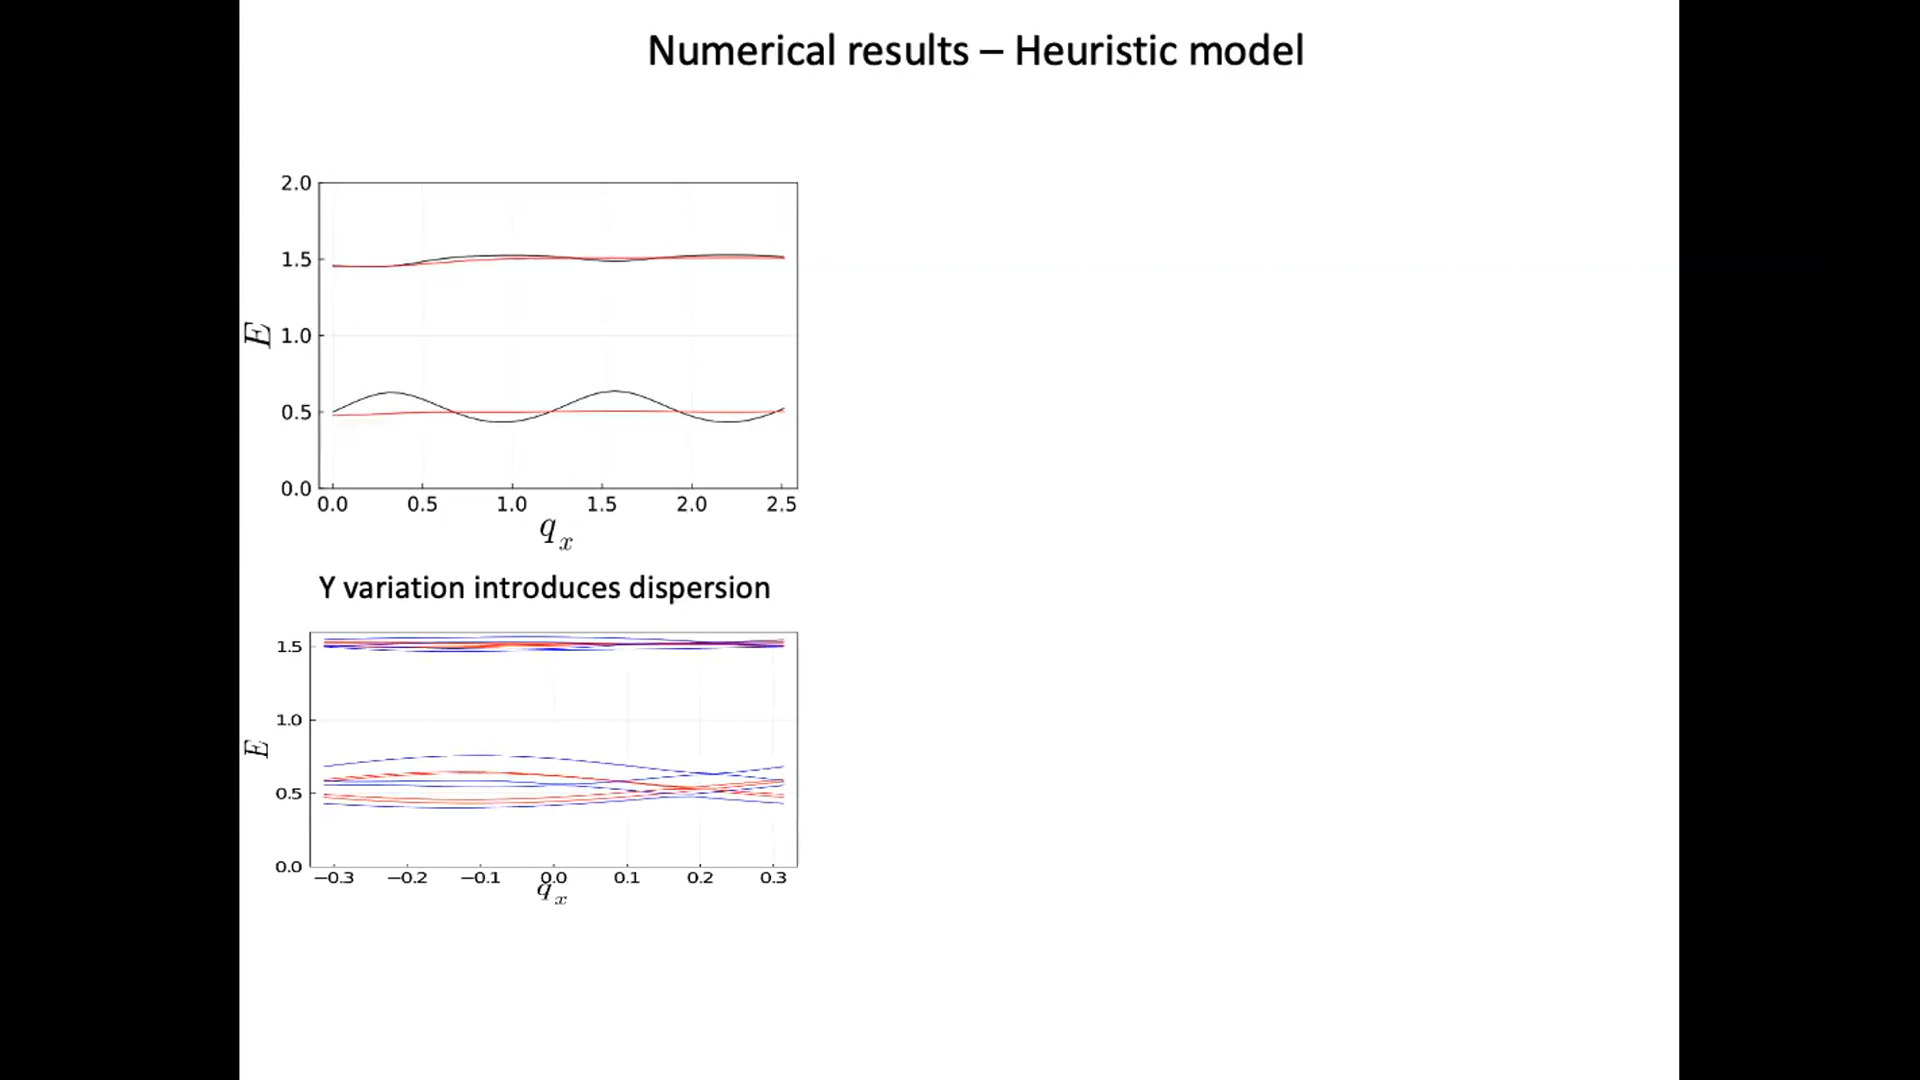 Numerical results – Heuristic model
2.0
1.5
1.0
0.5
0.0
E
0.0 0.5 1.0 1.5 2.0 2.5
q_x
Y variation introduces dispersion
1.5
1.0
0.5
0.0
E
−0.3 −0.2 −0.1 0.0 0.1 0.2 0.3
q_x